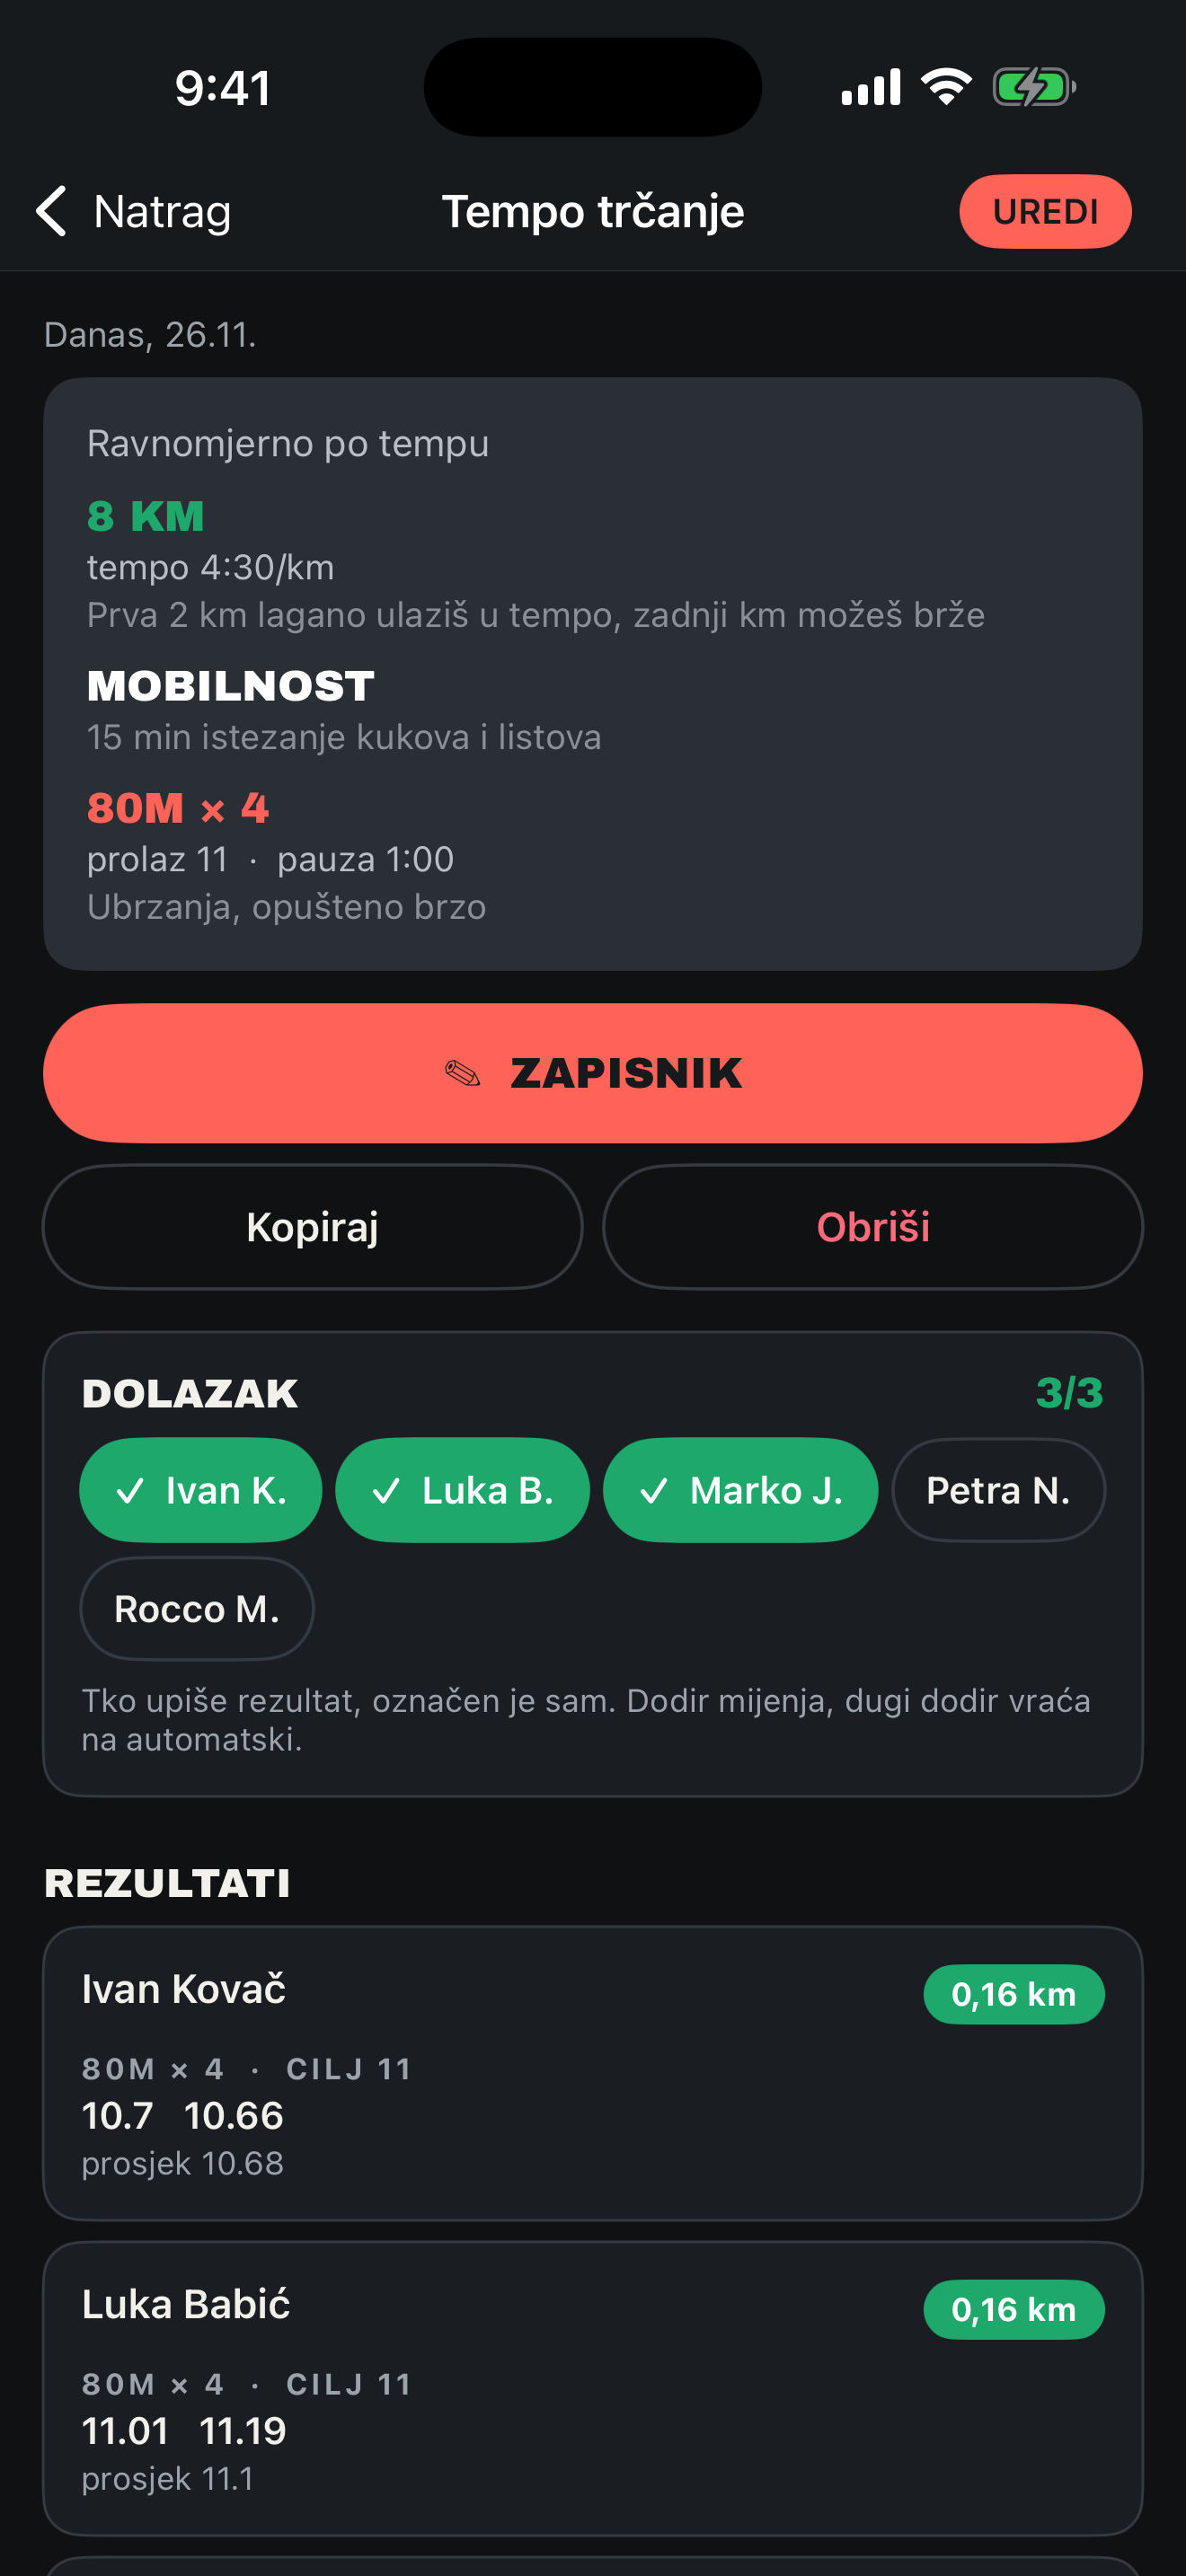 9:41
Natrag
Tempo trčanje
UREDI
Danas, 26.11.
Ravnomjerno po tempu
8 KM
tempo 4:30/km
Prva 2 km lagano ulaziš u tempo, zadnji km možeš brže
MOBILNOST
15 min istezanje kukova i listova
80M × 4
prolaz 11 · pauza 1:00
Ubrzanja, opušteno brzo
✎ ZAPISNIK
Kopiraj
Obriši
DOLAZAK
3/3
✓ Ivan K.
✓ Luka B.
✓ Marko J.
Petra N.
Rocco M.
Tko upiše rezultat, označen je sam. Dodir mijenja, dugi dodir vraća
na automatski.
REZULTATI
Ivan Kovač
0,16 km
80M × 4 · CILJ 11
10.7 10.66
prosjek 10.68
Luka Babić
0,16 km
80M × 4 · CILJ 11
11.01 11.19
prosjek 11.1